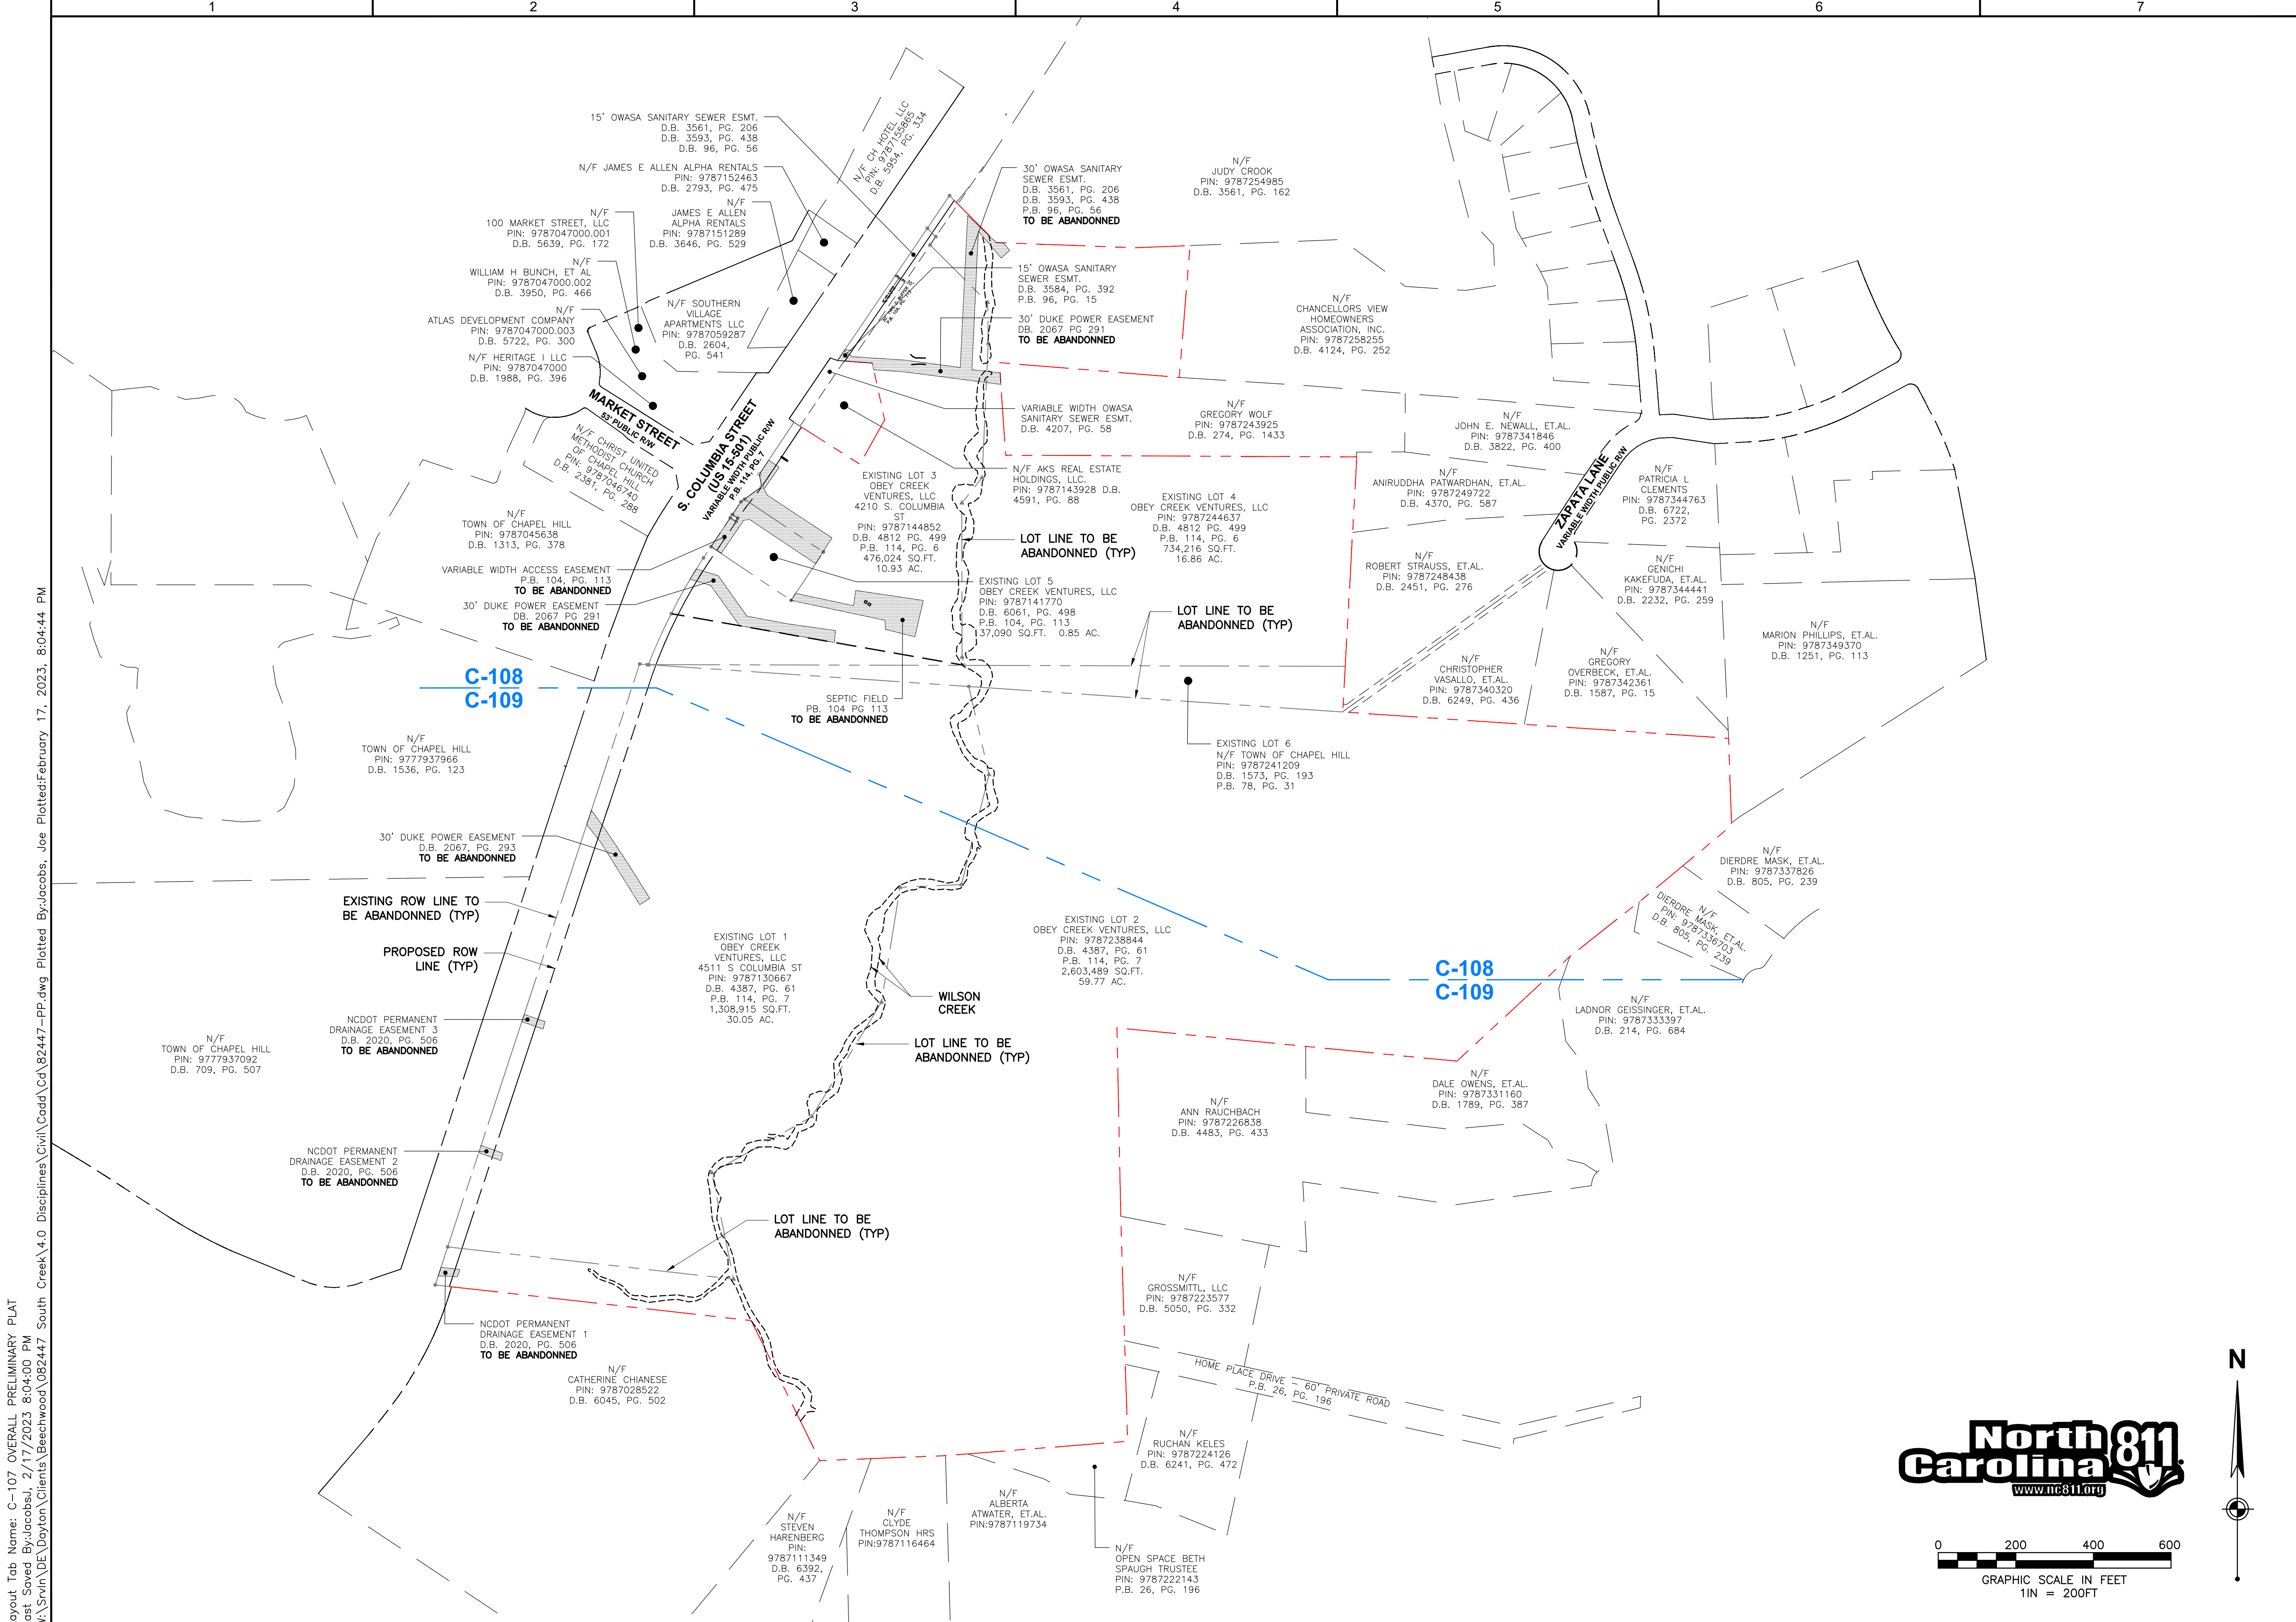 1
2
3
4
5
6
7
15' OWASA SANITARY SEWER ESMT.
D.B. 3561, PG. 206
D.B. 3593, PG. 438
D.B. 96, PG. 56
N/F JAMES E ALLEN ALPHA RENTALS
PIN: 9787152463
D.B. 2793, PG. 475
N/F
JAMES E ALLEN
ALPHA RENTALS
PIN: 9787151289
D.B. 3646, PG. 529
N/F
100 MARKET STREET, LLC
PIN: 9787047000.001
D.B. 5639, PG. 172
N/F
WILLIAM H BUNCH, ET AL
PIN: 9787047000.002
D.B. 3950, PG. 466
N/F
ATLAS DEVELOPMENT COMPANY
PIN: 9787047000.003
D.B. 5722, PG. 300
N/F HERITAGE I LLC
PIN: 9787047000
D.B. 1988, PG. 396
N/F SOUTHERN
VILLAGE
APARTMENTS LLC
PIN: 9787059287
D.B. 2604,
PG. 541
N/F CH HOTEL LLC
PIN: 9787155865
D.B. 5954, PG. 334
30' OWASA SANITARY
SEWER ESMT.
D.B. 3561, PG. 206
D.B. 3593, PG. 438
P.B. 96, PG. 56
TO BE ABANDONNED
15' OWASA SANITARY
SEWER ESMT.
D.B. 3584, PG. 392
P.B. 96, PG. 15
30' DUKE POWER EASEMENT
DB. 2067 PG 291
TO BE ABANDONNED
VARIABLE WIDTH OWASA
SANITARY SEWER ESMT.
D.B. 4207, PG. 58
N/F AKS REAL ESTATE
HOLDINGS, LLC.
PIN: 9787143928 D.B.
4591, PG. 88
N/F
JUDY CROOK
PIN: 9787254985
D.B. 3561, PG. 162
N/F
CHANCELLORS VIEW
HOMEOWNERS
ASSOCIATION, INC.
PIN: 9787258255
D.B. 4124, PG. 252
N/F
GREGORY WOLF
PIN: 9787243925
D.B. 274, PG. 1433
N/F
JOHN E. NEWALL, ET.AL.
PIN: 9787341846
D.B. 3822, PG. 400
N/F
ANIRUDDHA PATWARDHAN, ET.AL.
PIN: 9787249722
D.B. 4370, PG. 587
ZAPATA LANE
VARIABLE WIDTH PUBLIC R/W
N/F
PATRICIA L
CLEMENTS
PIN: 9787344763
D.B. 6722,
PG. 2372
N/F
ROBERT STRAUSS, ET.AL.
PIN: 9787248438
D.B. 2451, PG. 276
N/F
GENICHI
KAKEFUDA, ET.AL.
PIN: 9787344441
D.B. 2232, PG. 259
N/F
MARION PHILLIPS, ET.AL.
PIN: 9787349370
D.B. 1251, PG. 113
N/F
CHRISTOPHER
VASALLO, ET.AL.
PIN: 9787340320
D.B. 6249, PG. 436
N/F
GREGORY
OVERBECK, ET.AL.
PIN: 9787342361
D.B. 1587, PG. 15
MARKET STREET
53' PUBLIC R/W
N/F CHRIST UNITED
METHODIST CHURCH
OF CHAPEL HILL
PIN: 9787046740
D.B. 2381, PG. 288
S. COLUMBIA STREET
(US 15-501)
VARIABLE WIDTH PUBLIC R/W
P.B. 114, PG. 7
N/F
TOWN OF CHAPEL HILL
PIN: 9787045638
D.B. 1313, PG. 378
VARIABLE WIDTH ACCESS EASEMENT
P.B. 104, PG. 113
TO BE ABANDONNED
30' DUKE POWER EASEMENT
DB. 2067 PG 291
TO BE ABANDONNED
EXISTING LOT 3
OBEY CREEK
VENTURES, LLC
4210 S. COLUMBIA
ST
PIN: 9787144852
D.B. 4812 PG. 499
P.B. 114, PG. 6
476,024 SQ.FT.
10.93 AC.
EXISTING LOT 4
OBEY CREEK VENTURES, LLC
PIN: 9787244637
D.B. 4812 PG. 499
P.B. 114, PG. 6
734,216 SQ.FT.
16.86 AC.
LOT LINE TO BE
ABANDONNED (TYP)
EXISTING LOT 5
OBEY CREEK VENTURES, LLC
PIN: 9787141770
D.B. 6061, PG. 498
P.B. 104, PG. 113
37,090 SQ.FT. 0.85 AC.
LOT LINE TO BE
ABANDONNED (TYP)
SEPTIC FIELD
PB. 104 PG 113
TO BE ABANDONNED
C-108
C-109
N/F
TOWN OF CHAPEL HILL
PIN: 9777937966
D.B. 1536, PG. 123
EXISTING LOT 6
N/F TOWN OF CHAPEL HILL
PIN: 9787241209
D.B. 1573, PG. 193
P.B. 78, PG. 31
30' DUKE POWER EASEMENT
D.B. 2067, PG. 293
TO BE ABANDONNED
EXISTING ROW LINE TO
BE ABANDONNED (TYP)
PROPOSED ROW
LINE (TYP)
EXISTING LOT 1
OBEY CREEK
VENTURES, LLC
4511 S COLUMBIA ST
PIN: 9787130667
D.B. 4387, PG. 61
P.B. 114, PG. 7
1,308,915 SQ.FT.
30.05 AC.
EXISTING LOT 2
OBEY CREEK VENTURES, LLC
PIN: 9787238844
D.B. 4387, PG. 61
P.B. 114, PG. 7
2,603,489 SQ.FT.
59.77 AC.
WILSON
CREEK
LOT LINE TO BE
ABANDONNED (TYP)
C-108
C-109
N/F
DIERDRE MASK, ET.AL.
PIN: 9787337826
D.B. 805, PG. 239
N/F
DIERDRE MASK, ET.AL.
PIN: 9787336703
D.B. 805, PG. 239
N/F
LADNOR GEISSINGER, ET.AL.
PIN: 9787333397
D.B. 214, PG. 684
NCDOT PERMANENT
DRAINAGE EASEMENT 3
D.B. 2020, PG. 506
TO BE ABANDONNED
N/F
TOWN OF CHAPEL HILL
PIN: 9777937092
D.B. 709, PG. 507
N/F
DALE OWENS, ET.AL.
PIN: 9787331160
D.B. 1789, PG. 387
N/F
ANN RAUCHBACH
PIN: 9787226838
D.B. 4483, PG. 433
NCDOT PERMANENT
DRAINAGE EASEMENT 2
D.B. 2020, PG. 506
TO BE ABANDONNED
LOT LINE TO BE
ABANDONNED (TYP)
N/F
GROSSMITTL, LLC
PIN: 9787223577
D.B. 5050, PG. 332
NCDOT PERMANENT
DRAINAGE EASEMENT 1
D.B. 2020, PG. 506
TO BE ABANDONNED
N/F
CATHERINE CHIANESE
PIN: 9787028522
D.B. 6045, PG. 502
HOME PLACE DRIVE - 60' PRIVATE ROAD
P.B. 26, PG. 196
N/F
RUCHAN KELES
PIN: 9787224126
D.B. 6241, PG. 472
N/F
STEVEN
HARENBERG
PIN:
9787111349
D.B. 6392,
PG. 437
N/F
CLYDE
THOMPSON HRS
PIN:9787116464
N/F
ALBERTA
ATWATER, ET.AL.
PIN:9787119734
N/F
OPEN SPACE BETH
SPAUGH TRUSTEE
PIN: 9787222143
P.B. 26, PG. 196
N
North
Carolina 811
www.nc811.org
0 200 400 600
GRAPHIC SCALE IN FEET
1IN = 200FT
ayout Tab Name: C-107 OVERALL PRELIMINARY PLAT
ast Saved By:JacobsJ, 2/17/2023 8:04:00 PM
\Srvin\DE\Dayton\Clients\Beechwood\082447 South Creek\4.0 Disciplines\Civil\Cadd\Cd\82447-PP.dwg Plotted By:Jacobs, Joe Plotted:February 17, 2023, 8:04:44 PM